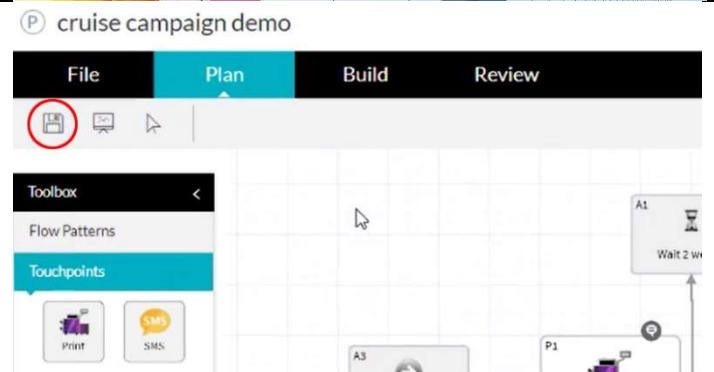 P cruise campaign demo
File Plan Build Review
Toolbox <
Flow Patterns
Touchpoints
SMS
Print SMS
A1
Wait 2 we
A3
P1